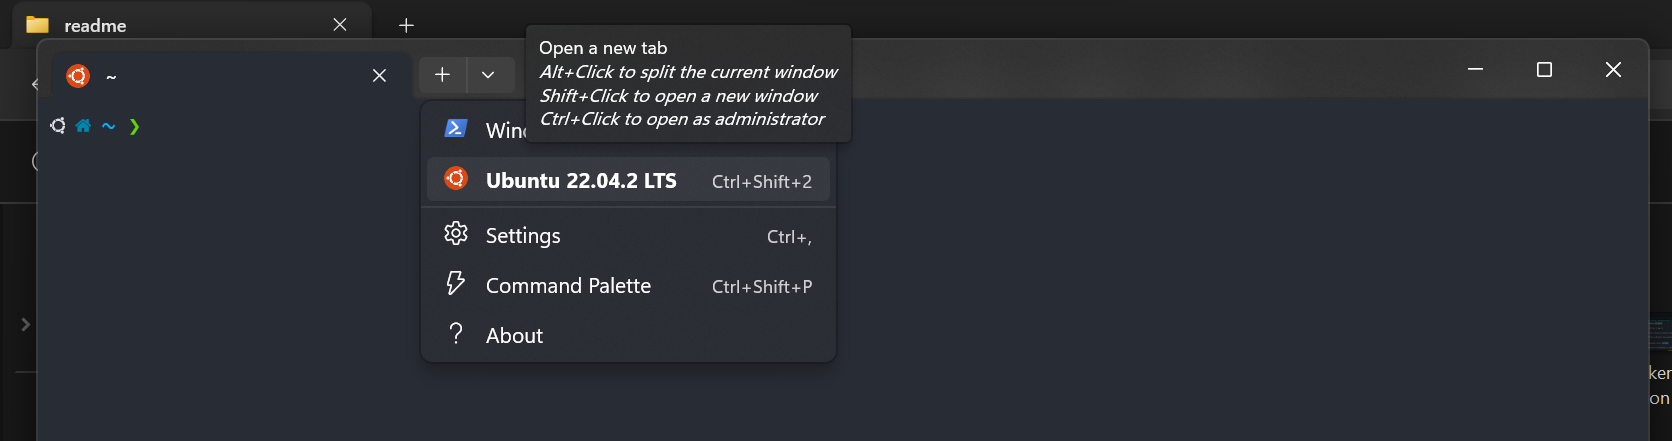 readme
~
Open a new tab
Alt+Click to split the current window
Shift+Click to open a new window
Ctrl+Click to open as administrator
~ ❯
Ubuntu 22.04.2 LTS Ctrl+Shift+2
Settings Ctrl+,
Command Palette Ctrl+Shift+P
About